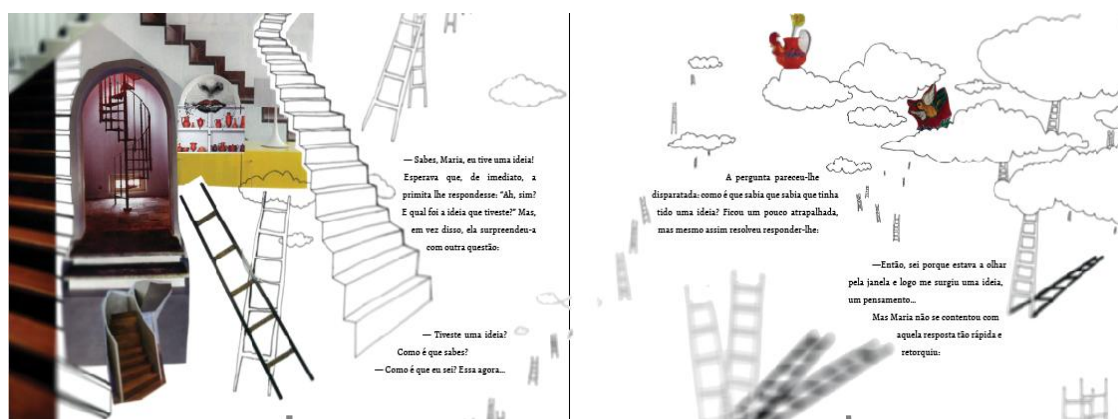 — Sabes, Maria, eu tive uma ideia!
Esperava que, de imediato, a
primita lhe respondesse: “Ah, sim?
E qual foi a ideia que tiveste?” Mas,
em vez disso, ela surpreendeu-a
com outra questão:
— Tiveste uma ideia?
Como é que sabes?
— Como é que eu sei? Essa agora...
A pergunta pareceu-lhe
disparatada: como é que sabia que sabia que tinha
tido uma ideia? Ficou um pouco atrapalhada,
mas mesmo assim resolveu responder-lhe:
—Então, sei porque estava a olhar
pela janela e logo me surgiu uma ideia,
um pensamento...
Mas Maria não se contentou com
aquela resposta tão rápida e
retorquiu: